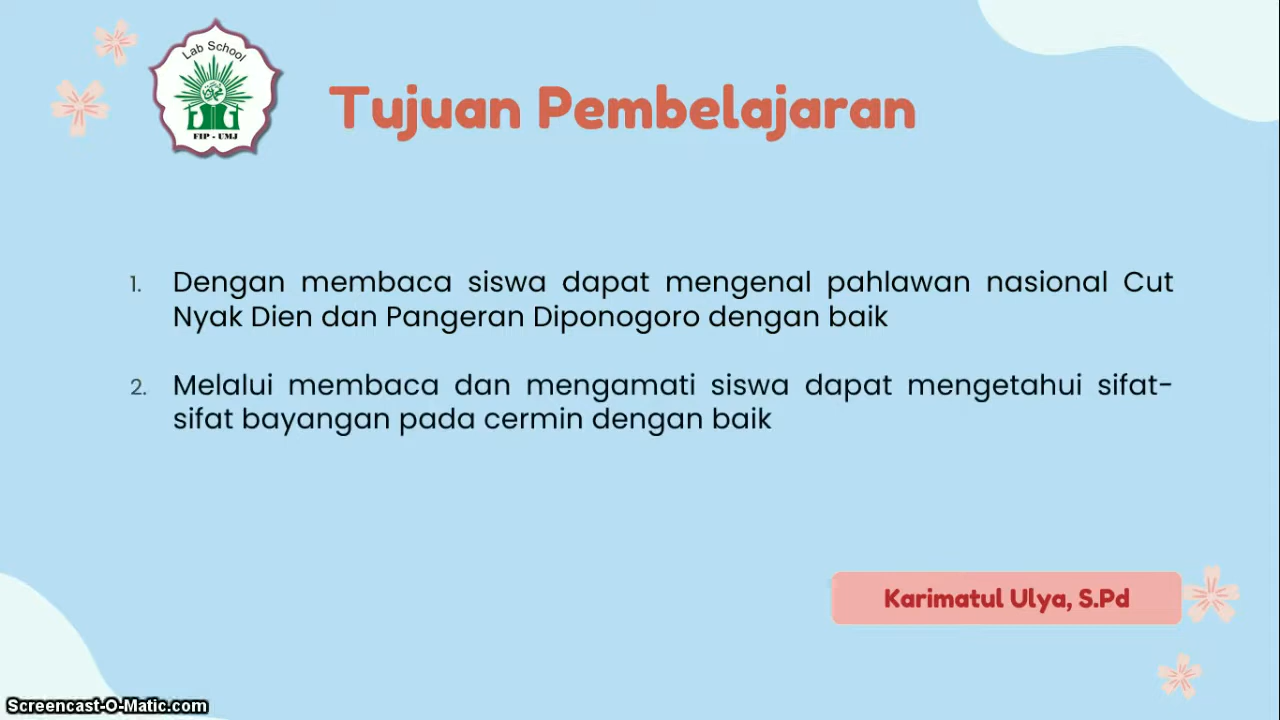 Lab School
FIP - UMJ
Tujuan Pembelajaran
1. Dengan membaca siswa dapat mengenal pahlawan nasional Cut
Nyak Dien dan Pangeran Diponogoro dengan baik
2. Melalui membaca dan mengamati siswa dapat mengetahui sifat-
sifat bayangan pada cermin dengan baik
Karimatul Ulya, S.Pd
Screencast-O-Matic.com